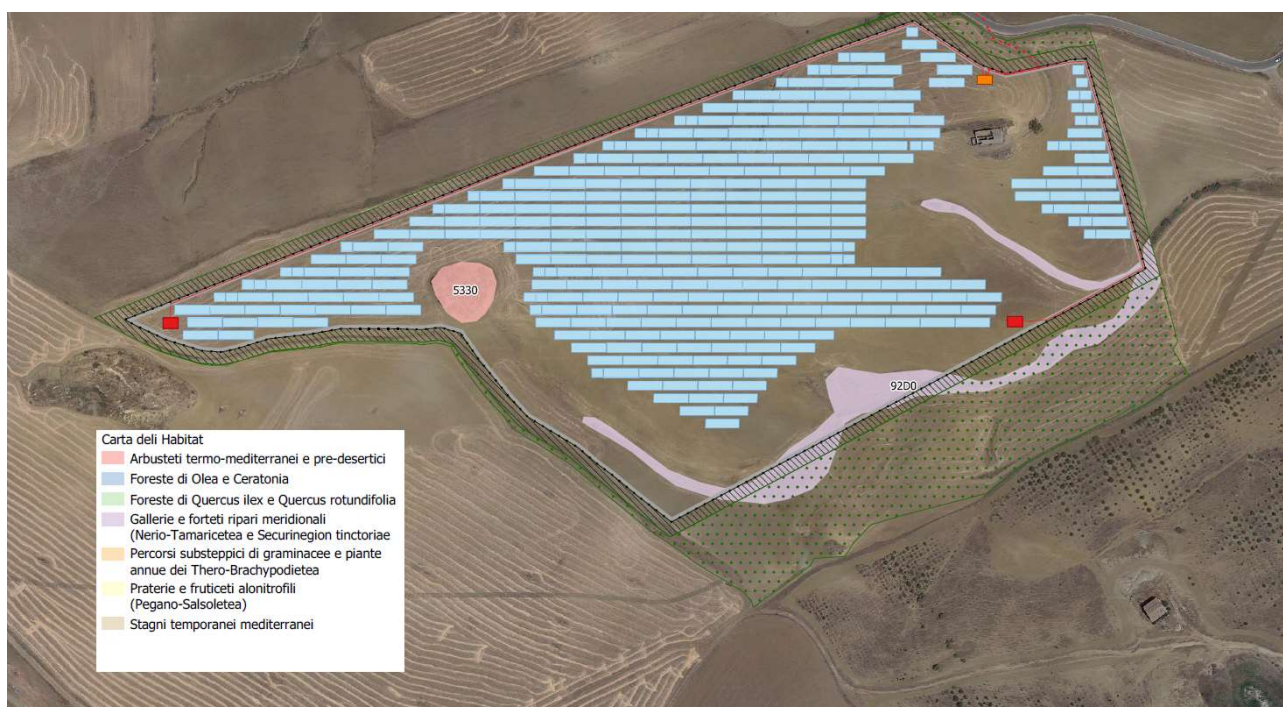 5330
92D0
Carta deli Habitat
Arbusteti termo-mediterranei e pre-desertici
Foreste di Olea e Ceratonia
Foreste di Quercus ilex e Quercus rotundifolia
Gallerie e forteti ripari meridionali
(Nerio-Tamaricetea e Securinegion tinctoriae
Percorsi substeppici di graminacee e piante
annue dei Thero-Brachypodietea
Praterie e fruticeti alonitrofili
(Pegano-Salsoletea)
Stagni temporanei mediterranei